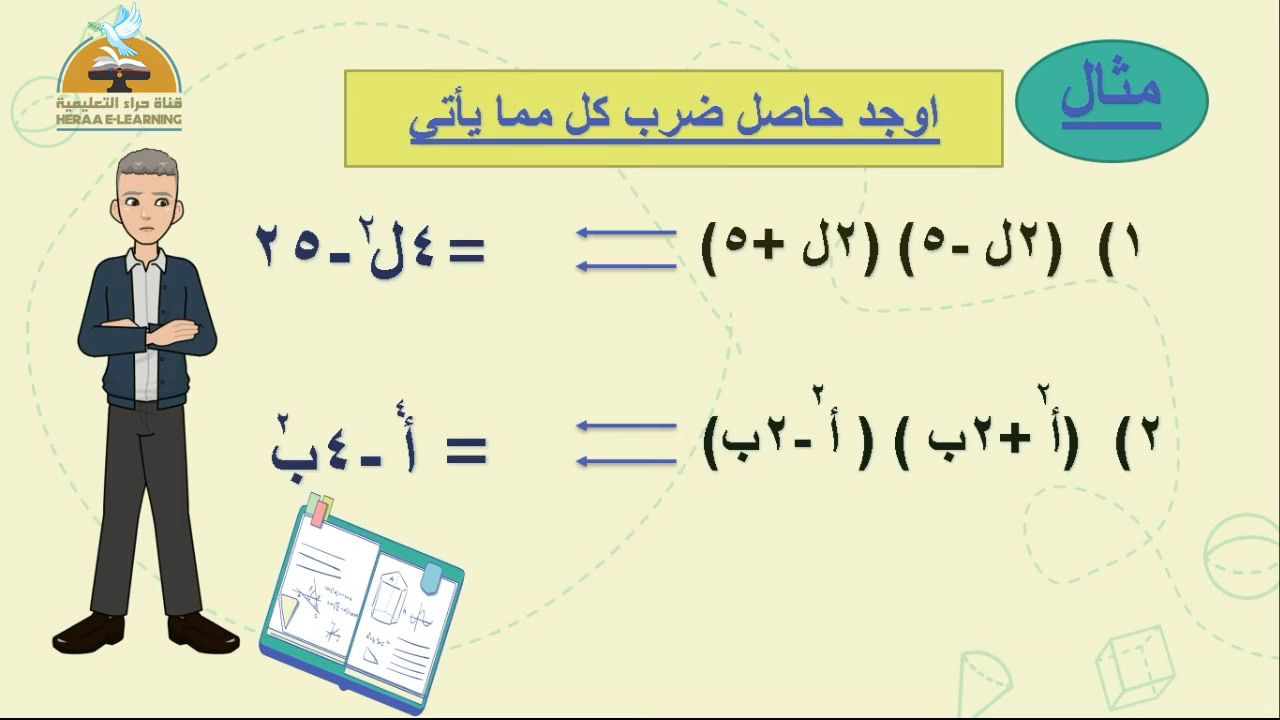 مثال
اوجد حاصل ضرب كل مما يأتي
١) (٢ل -٥) (٢ل +٥) = ٤ل٢ -٢٥
٢) (أ٢ +٢ب) (أ٢ -٢ب) = أ٤ -٤ب٢
قناة حراء التعليمية
HERAA E-LEARNING